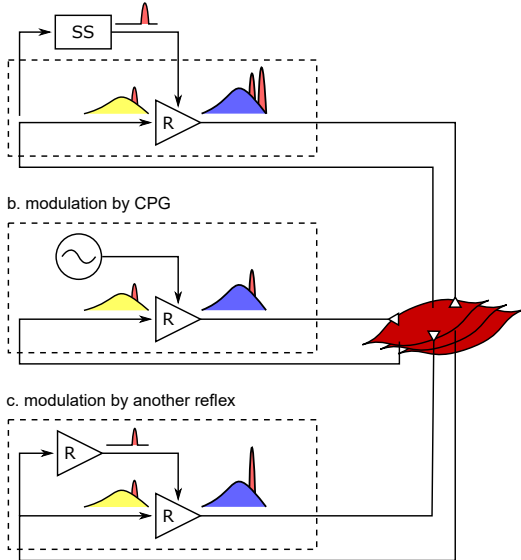 SS
R
b. modulation by CPG
R
c. modulation by another reflex
R
R